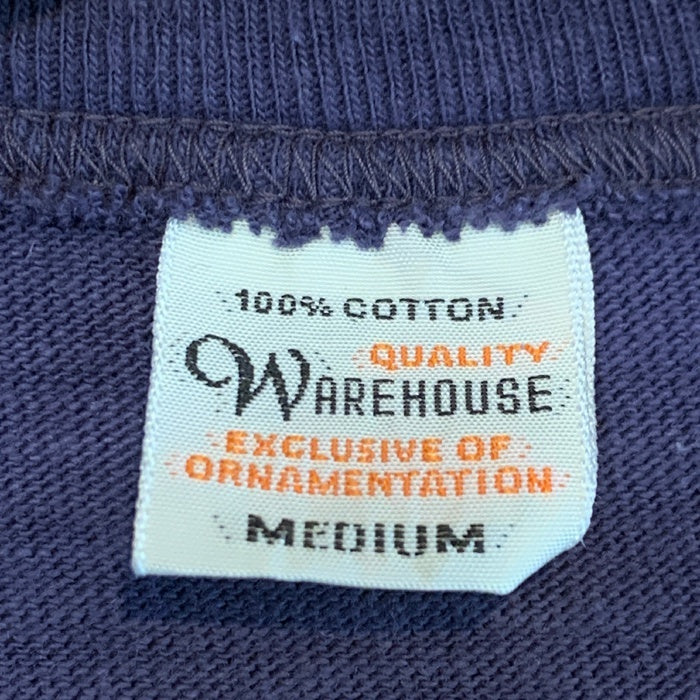 100% COTTON
QUALITY
WAREHOUSE
EXCLUSIVE OF
ORNAMENTATION
MEDIUM